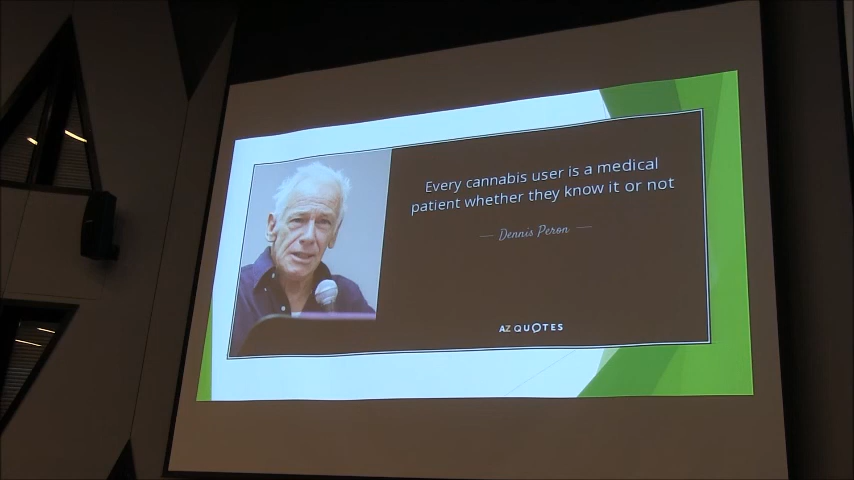 Every cannabis user is a medical
patient whether they know it or not
— Dennis Peron —
AZ QUOTES